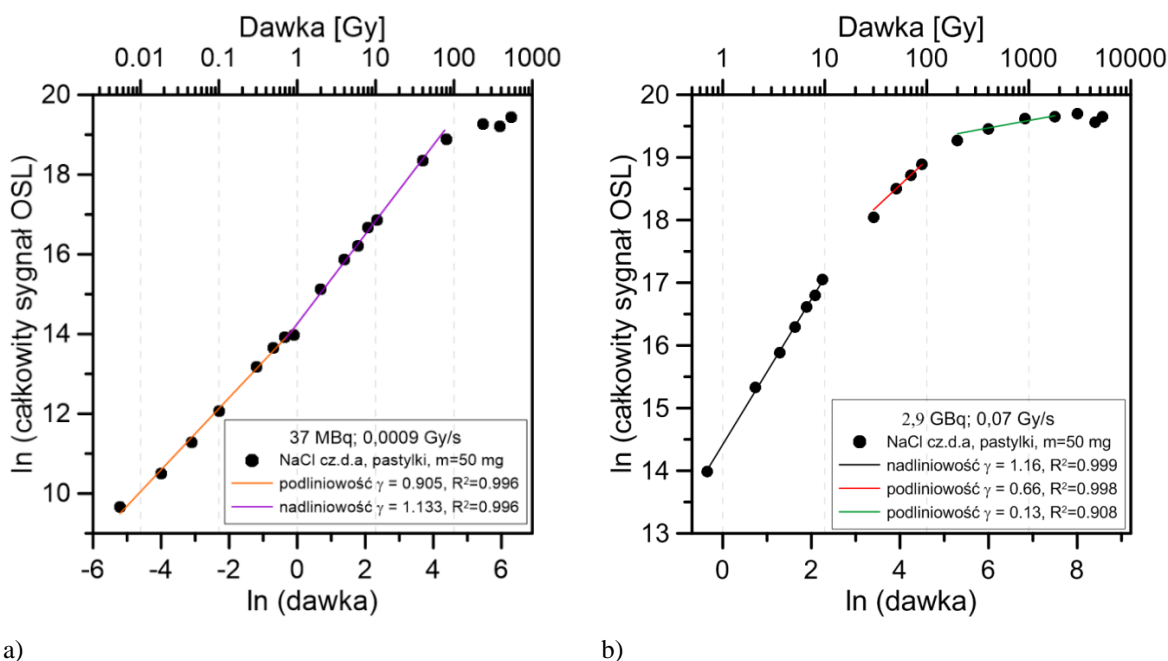 Dawka [Gy]
0.01 0.1 1 10 100 1000
20
18
16
14
12
10
ln (całkowity sygnał OSL)
37 MBq; 0,0009 Gy/s
NaCl cz.d.a, pastylki, m=50 mg
podliniowość γ = 0.905, R²=0.996
nadliniowość γ = 1.133, R²=0.996
-6 -4 -2 0 2 4 6
ln (dawka)
a)
Dawka [Gy]
1 10 100 1000 10000
20
19
18
17
16
15
14
13
ln (całkowity sygnał OSL)
2,9 GBq; 0,07 Gy/s
NaCl cz.d.a, pastylki, m=50 mg
nadliniowość γ = 1.16, R²=0.999
podliniowość γ = 0.66, R²=0.998
podliniowość γ = 0.13, R²=0.908
0 2 4 6 8
ln (dawka)
b)